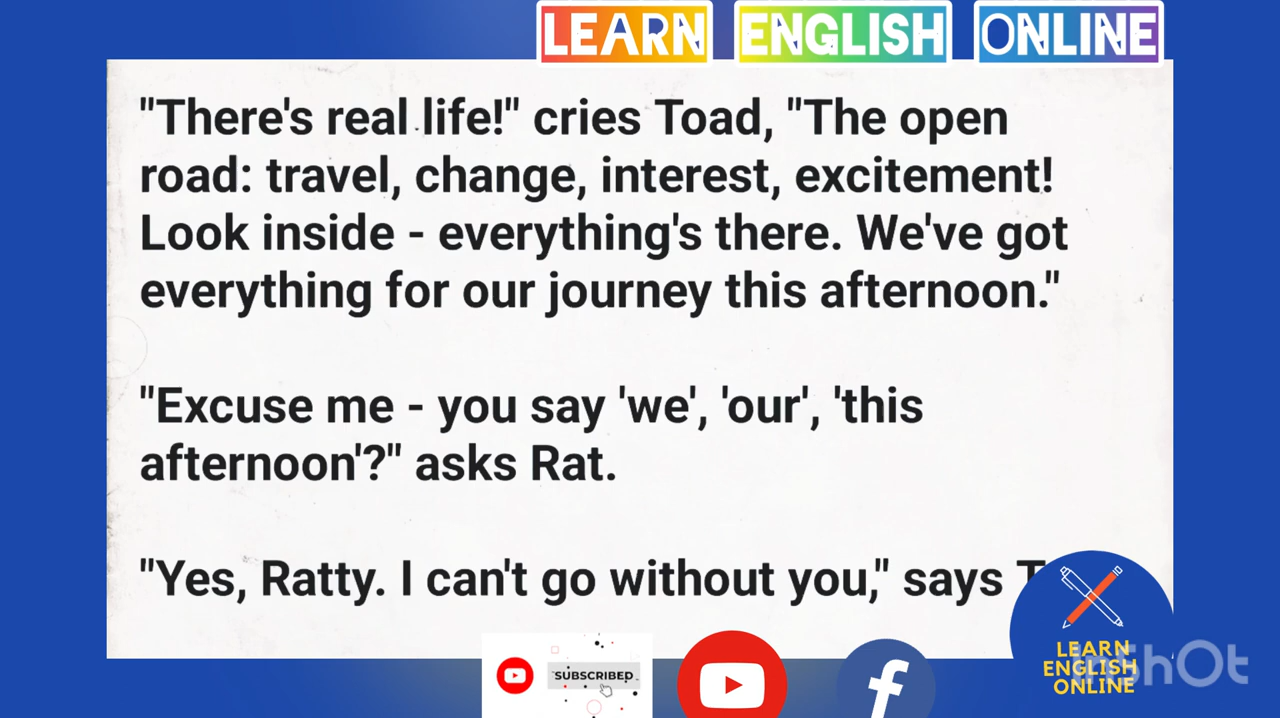 LEARN ENGLISH ONLINE
"There's real life!" cries Toad, "The open
road: travel, change, interest, excitement!
Look inside - everything's there. We've got
everything for our journey this afternoon."
"Excuse me - you say 'we', 'our', 'this
afternoon'?" asks Rat.
"Yes, Ratty. I can't go without you," says
SUBSCRIBED
LEARN
ENGLISH
ONLINE